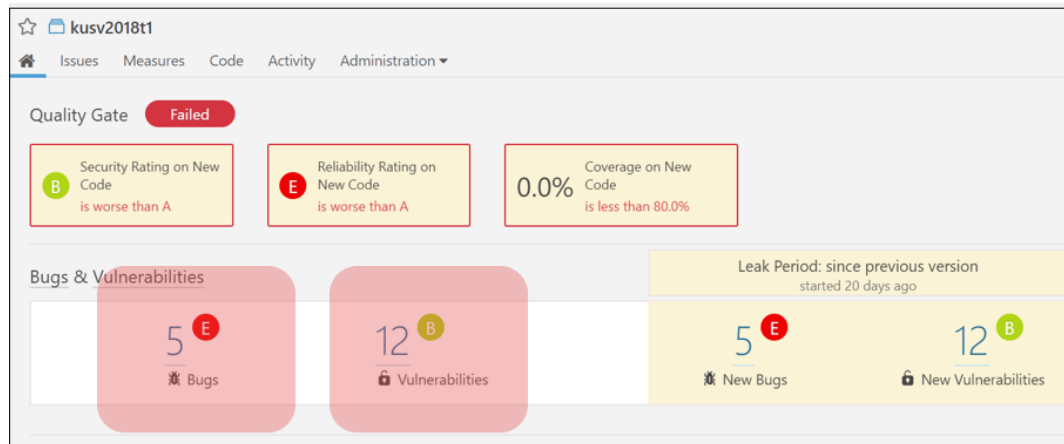 kusv2018t1
Issues Measures Code Activity Administration
Quality Gate Failed
B
Security Rating on New
Code
is worse than A
E
Reliability Rating on
New Code
is worse than A
0.0%
Coverage on New
Code
is less than 80.0%
Bugs & Vulnerabilities
Leak Period: since previous version
started 20 days ago
5 E
Bugs
12 B
Vulnerabilities
5 E
New Bugs
12 B
New Vulnerabilities